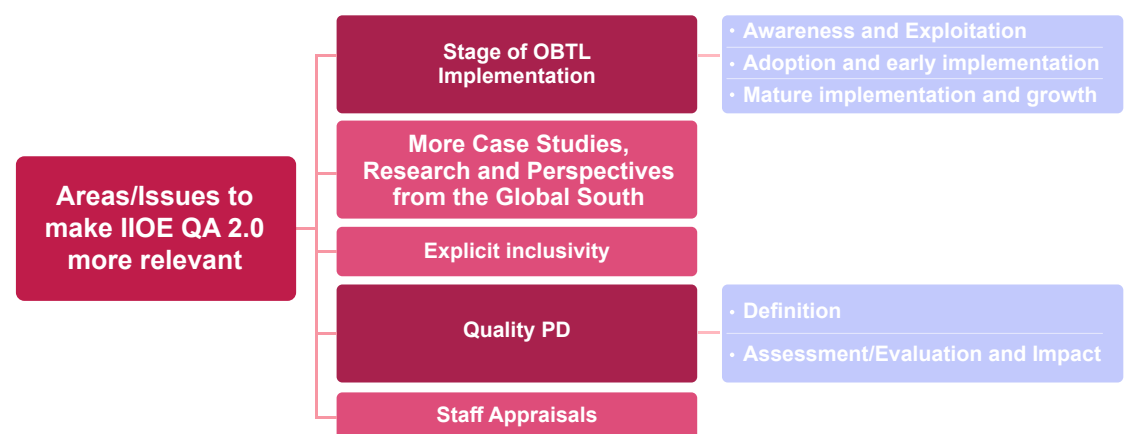 Areas/Issues to
make IIOE QA 2.0
more relevant
Stage of OBTL
Implementation
· Awareness and Exploitation
· Adoption and early implementation
· Mature implementation and growth
More Case Studies,
Research and Perspectives
from the Global South
Explicit inclusivity
Quality PD
· Definition
· Assessment/Evaluation and Impact
Staff Appraisals